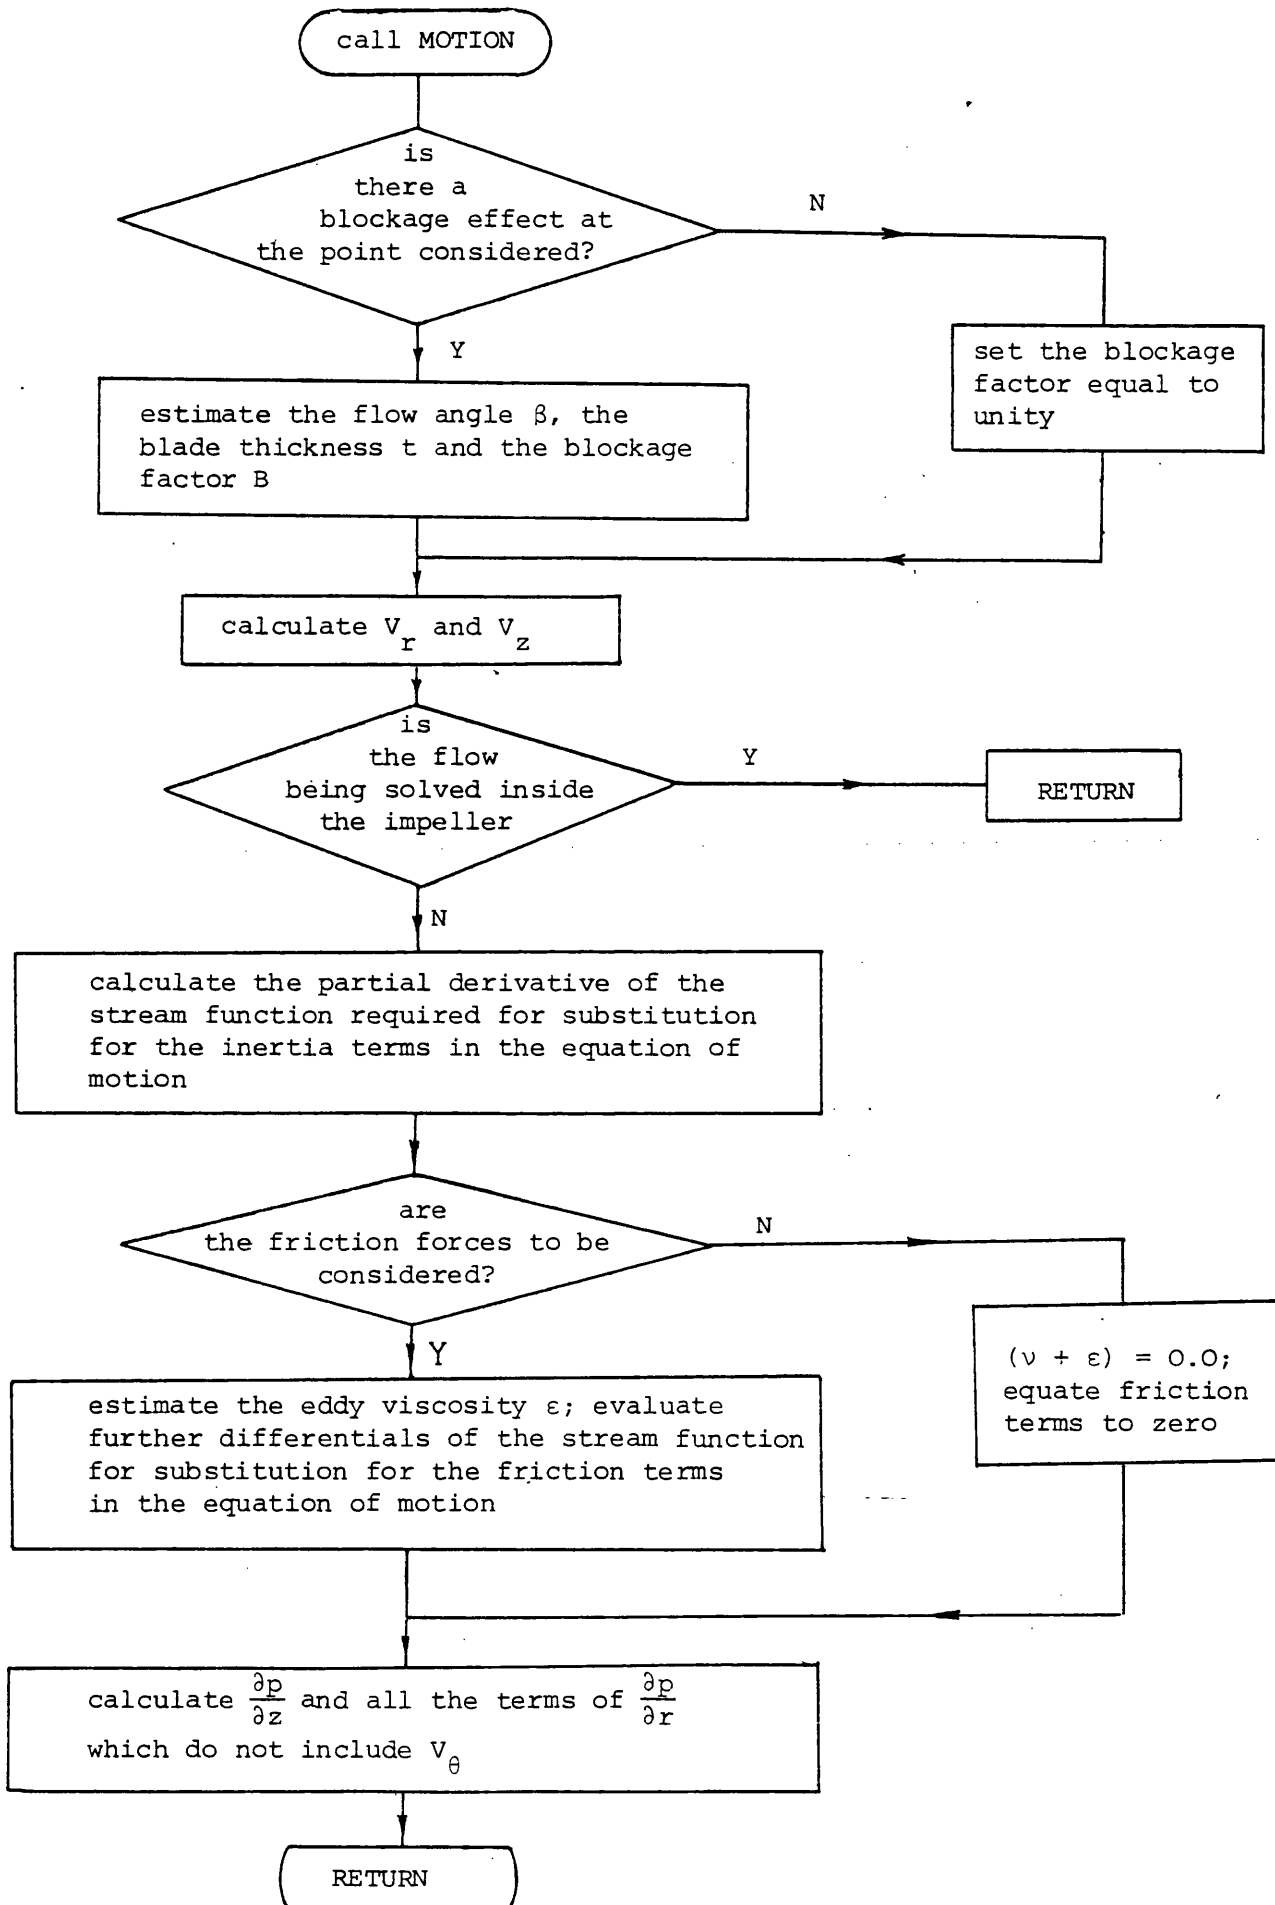 call MOTION
is
there a
blockage effect at
the point considered?
N
Y
set the blockage
factor equal to
unity
estimate the flow angle β, the
blade thickness t and the blockage
factor B
calculate V_r and V_z
is
the flow
being solved inside
the impeller
Y
RETURN
N
calculate the partial derivative of the
stream function required for substitution
for the inertia terms in the equation of
motion
are
the friction forces to be
considered?
N
Y
(ν + ε) = 0.0;
equate friction
terms to zero
estimate the eddy viscosity ε; evaluate
further differentials of the stream function
for substitution for the friction terms
in the equation of motion
calculate ∂p/∂z and all the terms of ∂p/∂r
which do not include V_θ
RETURN